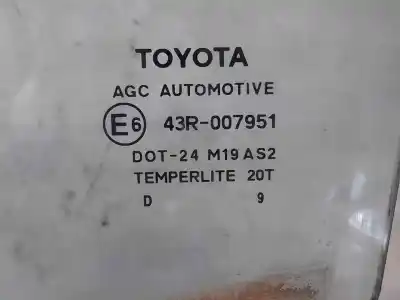 TOYOTA
AGC AUTOMOTIVE
E6 43R-007951
DOT-24 M19 AS2
TEMPERLITE 20T
D 9